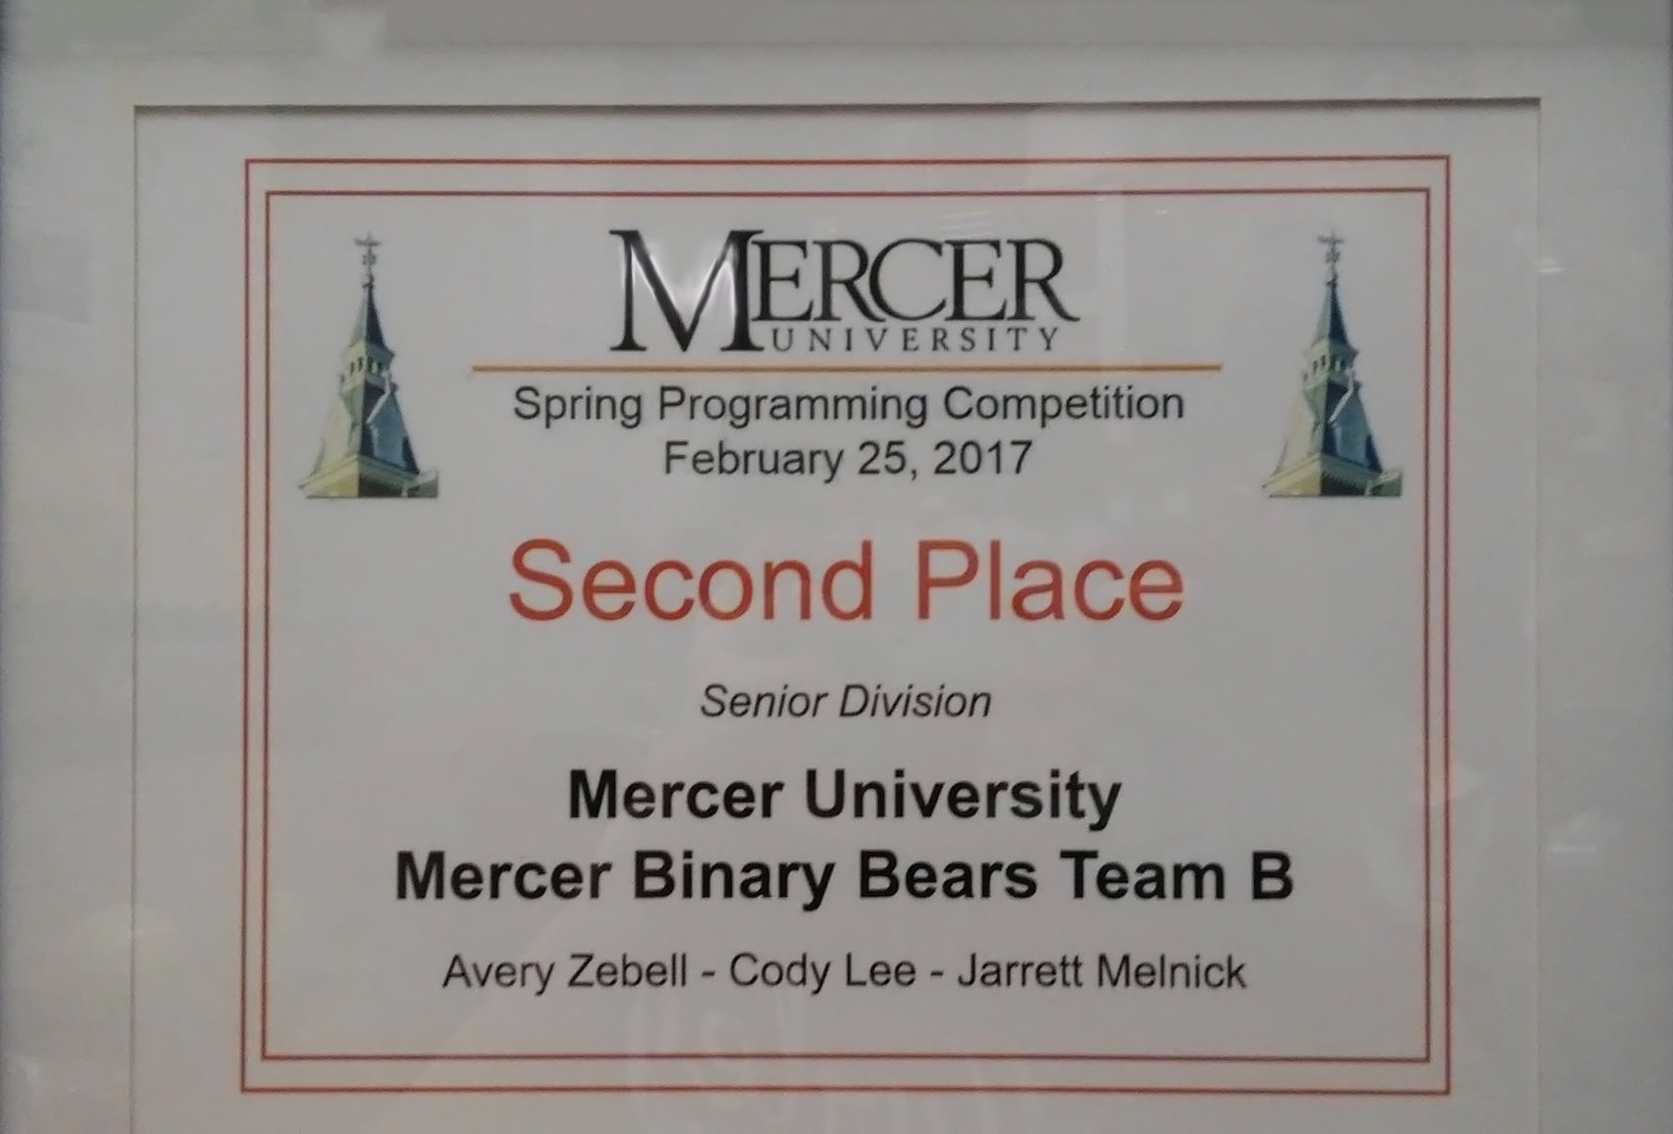 MERCER
UNIVERSITY
Spring Programming Competition
February 25, 2017
Second Place
Senior Division
Mercer University
Mercer Binary Bears Team B
Avery Zebell - Cody Lee - Jarrett Melnick